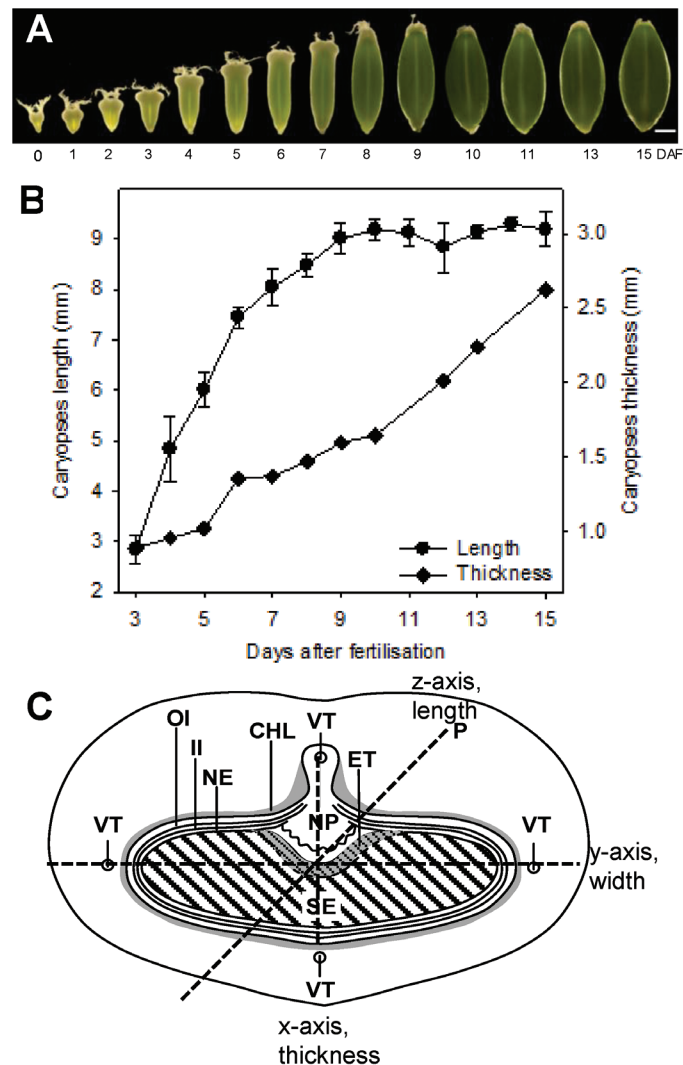 A
0 1 2 3 4 5 6 7 8 9 10 11 13 15 DAF
B
Caryopses length (mm)
9
8
7
6
5
4
3
2
3.0
2.5
2.0
1.5
1.0
Caryopses thickness (mm)
Length
Thickness
3 5 7 9 11 13 15
Days after fertilisation
C
z-axis,
length
OI
II
NE
CHL
VT
ET
P
NP
VT
VT
y-axis,
width
SE
VT
x-axis,
thickness